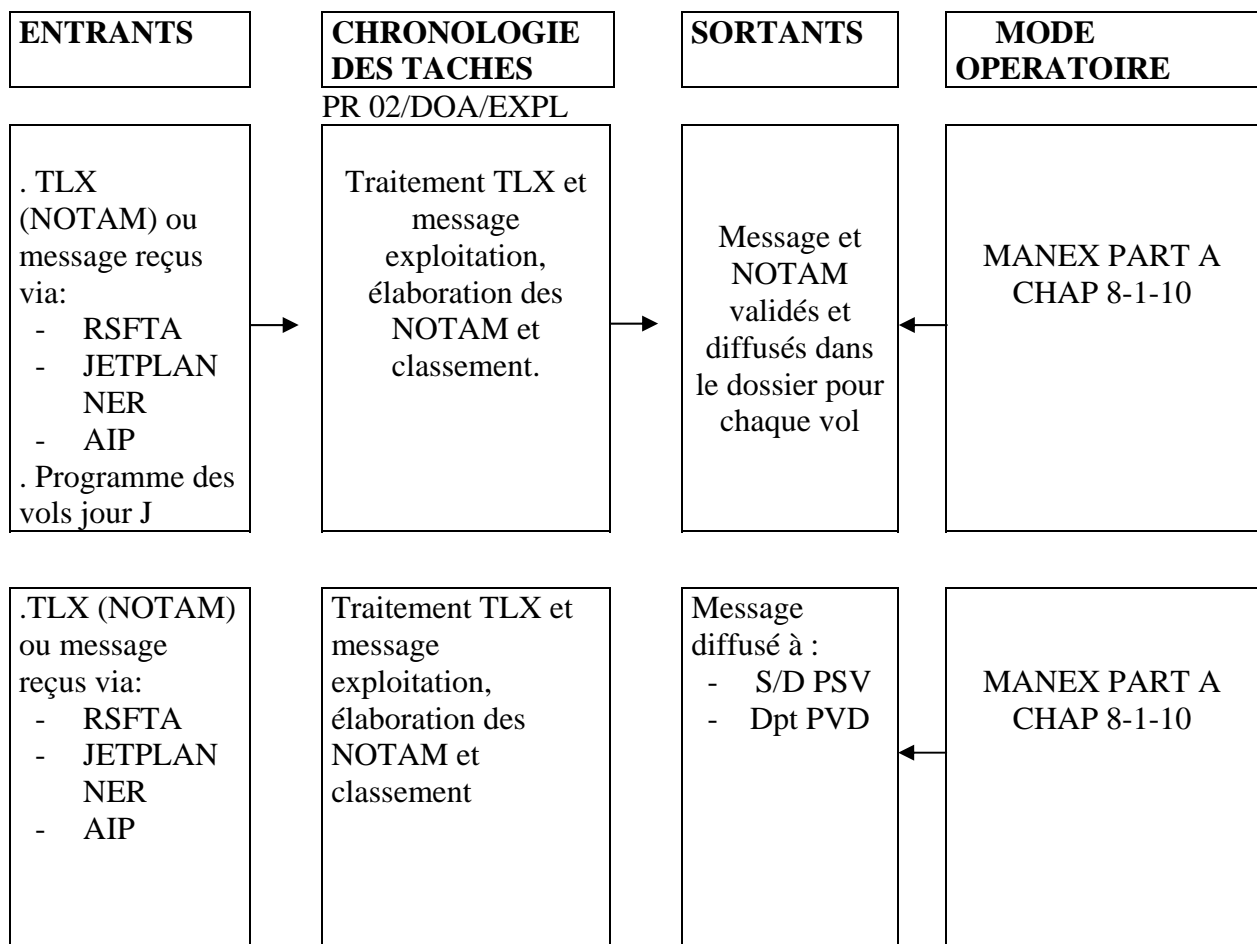 ENTRANTS
CHRONOLOGIE
DES TACHES
SORTANTS
MODE
OPERATOIRE
PR 02/DOA/EXPL
. TLX
(NOTAM) ou
message reçus
via:
- RSFTA
- JETPLAN
NER
- AIP
. Programme des
vols jour J
Traitement TLX et
message
exploitation,
élaboration des
NOTAM et
classement.
Message et
NOTAM
validés et
diffusés dans
le dossier pour
chaque vol
MANEX PART A
CHAP 8-1-10
.TLX (NOTAM)
ou message
reçus via:
- RSFTA
- JETPLAN
NER
- AIP
Traitement TLX et
message
exploitation,
élaboration des
NOTAM et
classement
Message
diffusé à :
- S/D PSV
- Dpt PVD
MANEX PART A
CHAP 8-1-10